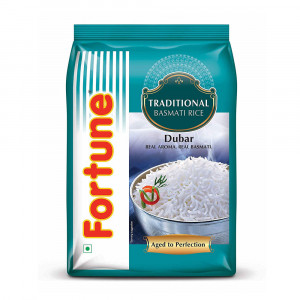 Fortune
TRADITIONAL
BASMATI RICE
Dubar
REAL AROMA, REAL BASMATI.
Aged to Perfection